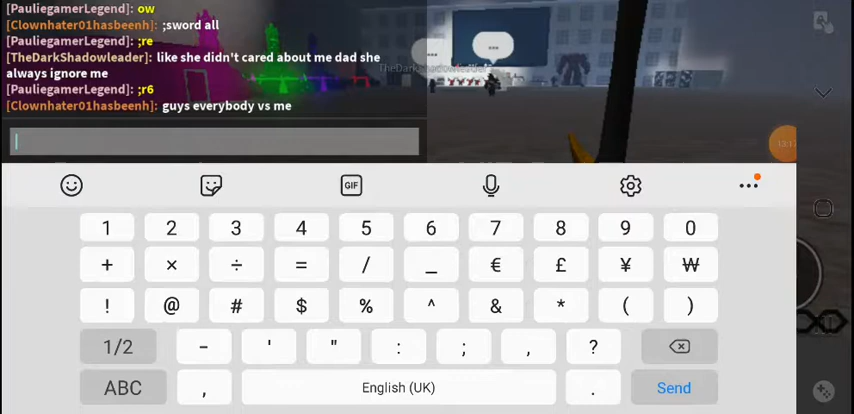 [PauliegamerLegend]: ow
[Clownhater01hasbeenh]: ;sword all
[PauliegamerLegend]: ;re
[TheDarkShadowleader]: like she didn't cared about me dad she
always ignore me
[PauliegamerLegend]: ;r6
[Clownhater01hasbeenh]: guys everybody vs me
...
TheDarkShadowleader
GIF
1 2 3 4 5 6 7 8 9 0
+ × ÷ = / _ € £ ¥ ₩
! @ # $ % ^ & * ( )
1/2 - ' " : ; , ?
ABC , English (UK) . Send